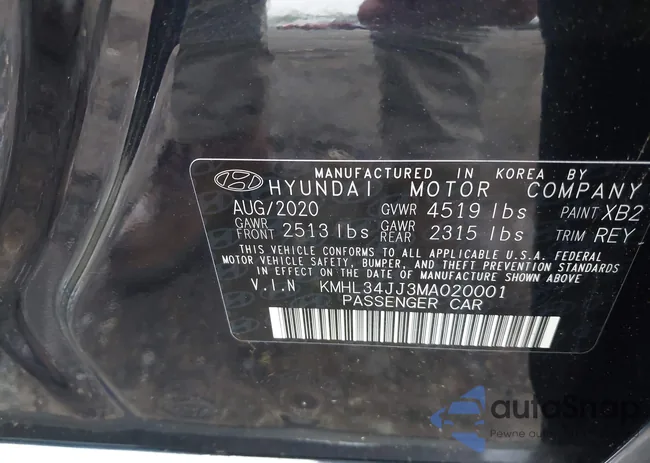 MANUFACTURED IN KOREA BY
HYUNDAI MOTOR COMPANY
AUG/2020 GVWR 4519 lbs PAINT XB2
GAWR FRONT 2513 lbs GAWR REAR 2315 lbs TRIM REY
THIS VEHICLE CONFORMS TO ALL APPLICABLE U.S.A. FEDERAL
MOTOR VEHICLE SAFETY, BUMPER, AND THEFT PREVENTION STANDARDS
IN EFFECT ON THE DATE OF MANUFACTURE SHOWN ABOVE
V.I.N KMHL34JJ3MA020001
PASSENGER CAR
autoSnap
Pewne auto